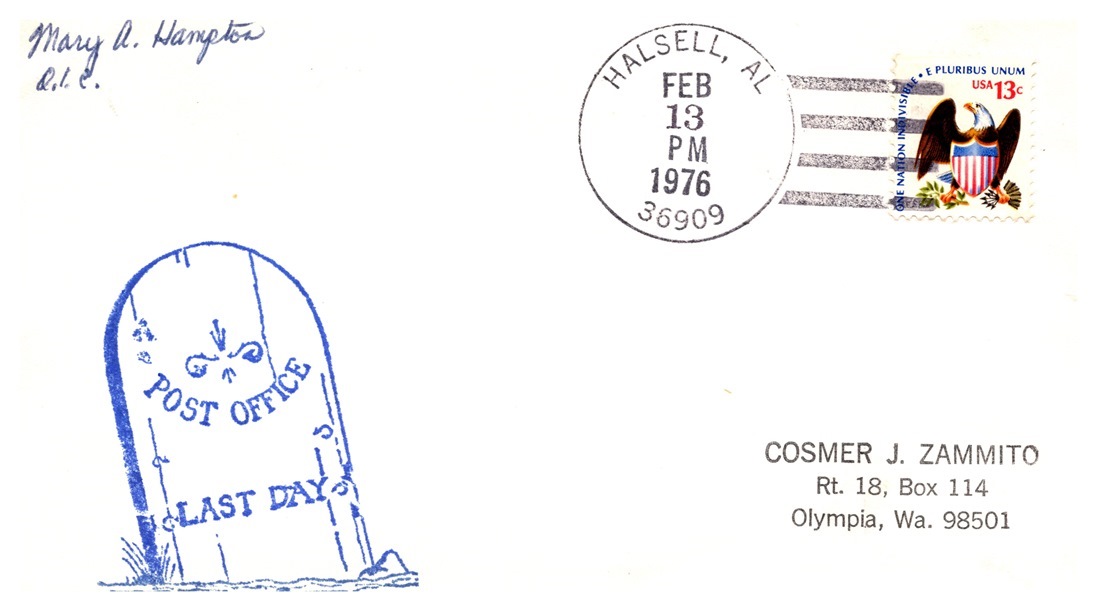 Mary A. Hampton
O.I.C.
HALSELL, AL
FEB
13
PM
1976
36909
ONE NATION INDIVISIBLE • E PLURIBUS UNUM
USA 13c
POST OFFICE
LAST DAY
COSMER J. ZAMMITO
Rt. 18, Box 114
Olympia, Wa. 98501